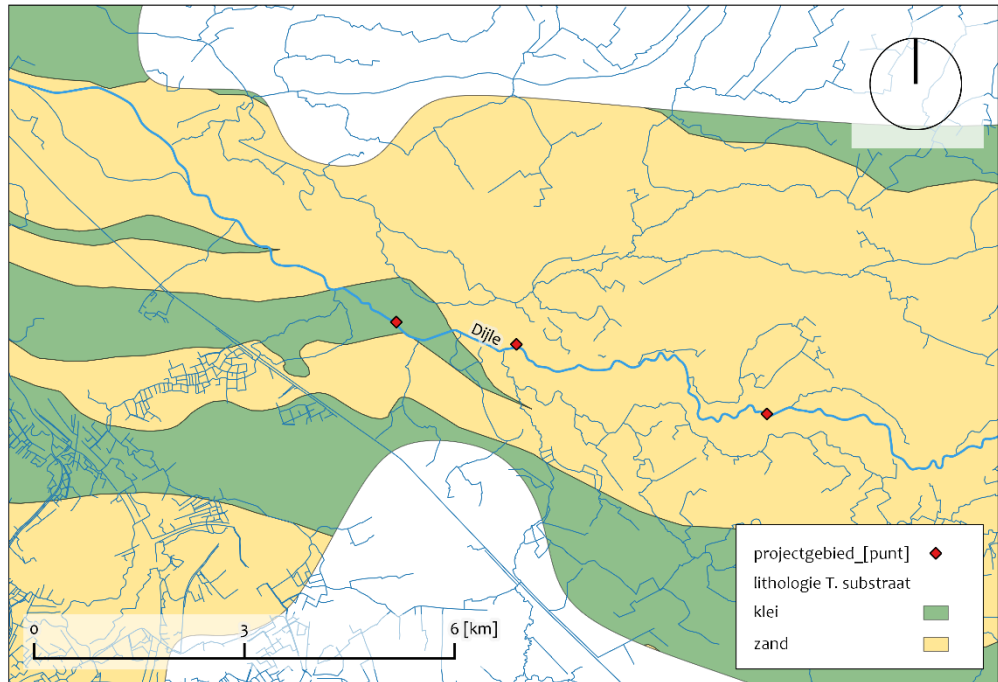 Dijle
projectgebied_[punt]
lithologie T. substraat
klei
zand
0 3 6 [km]